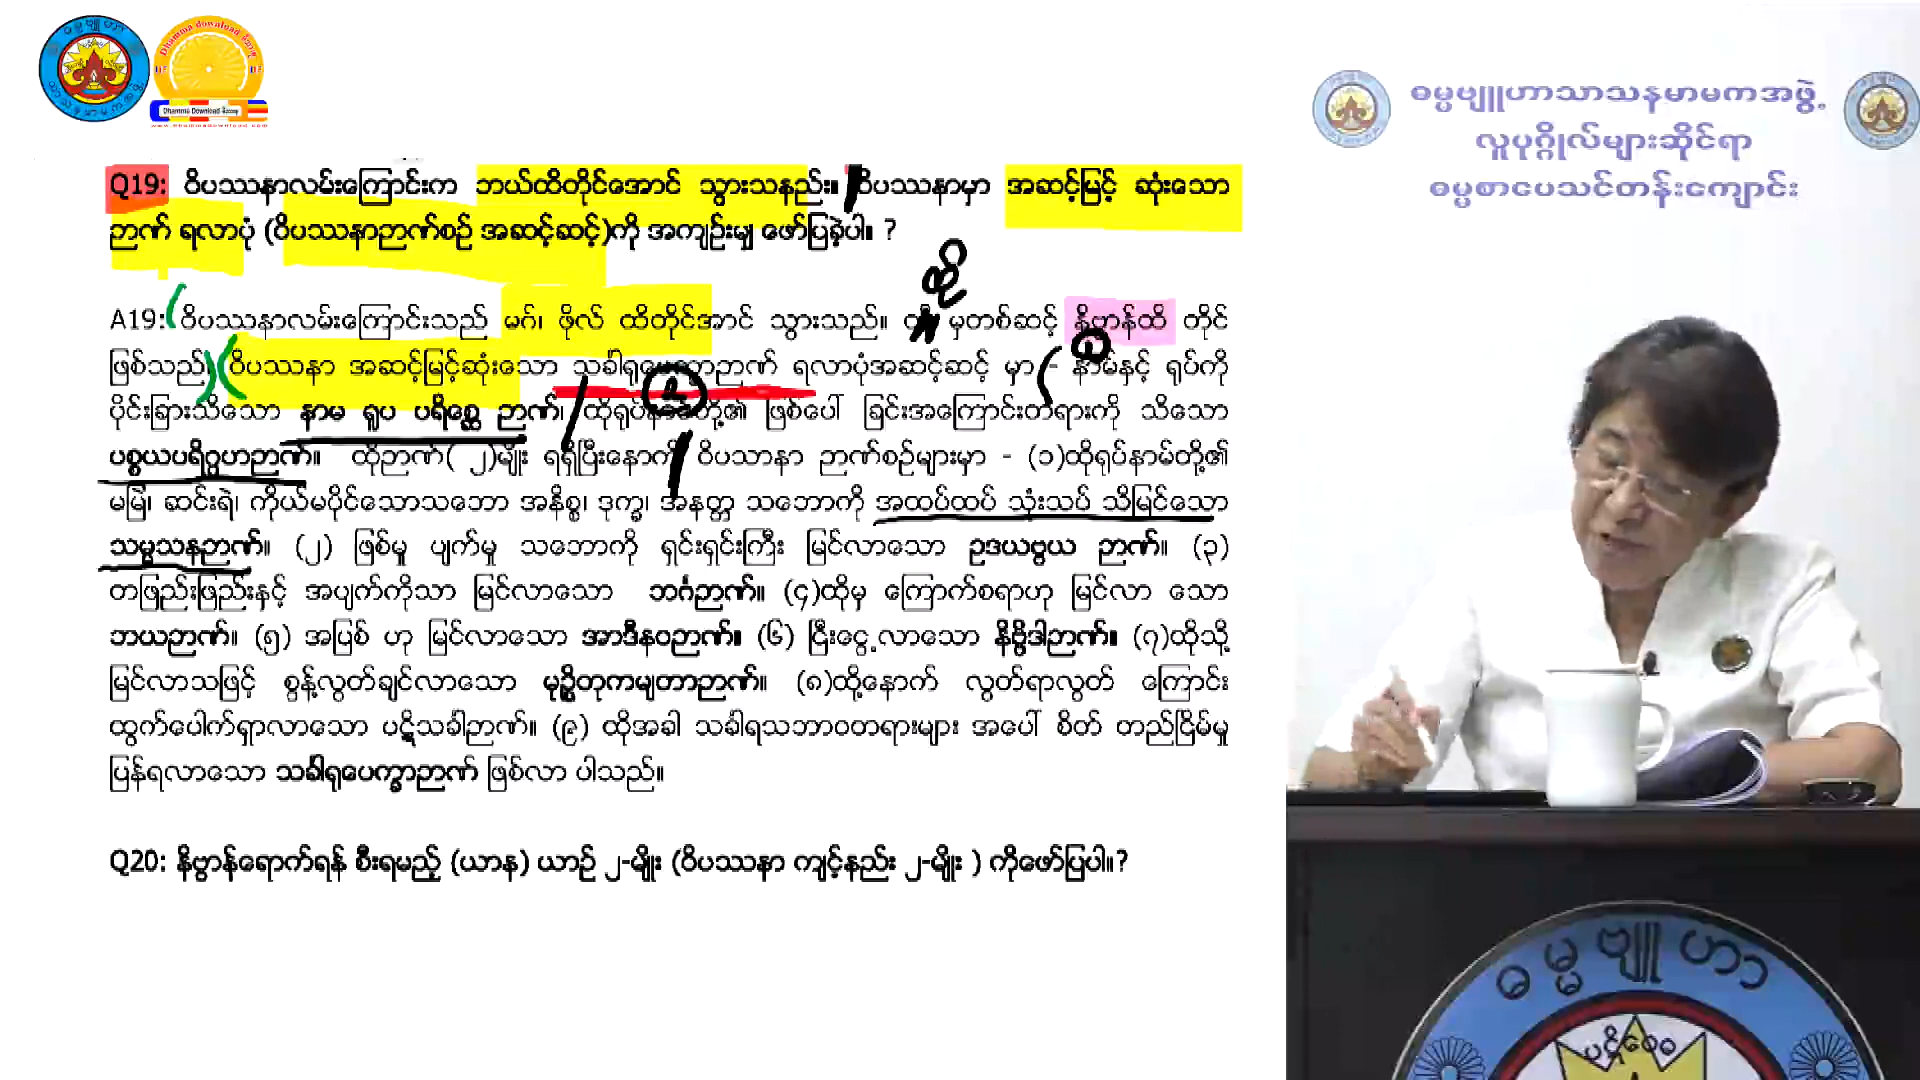 Dhamma Download
www.dhammadownload.com
ဓမ္မဗျူဟာသာသနာမာမကအဖွဲ့
လူပုဂ္ဂိုလ်များဆိုင်ရာ
ဓမ္မစာပေသင်တန်းကျောင်း
Q19: ဝိပဿနာလမ်းကြောင်းက ဘယ်ထိတိုင်အောင် သွားသနည်း။ ဝိပဿနာမှာ အဆင့်မြင့် ဆုံးသော
ဉာဏ် ရလာပုံ (ဝိပဿနာဉာဏ်စဉ် အဆင့်ဆင့်)ကို အကျဉ်းမျှ ဖော်ပြခဲ့ပါ။ ?
ထို
A19: ဝိပဿနာလမ်းကြောင်းသည် မဂ်၊ ဖိုလ် ထိတိုင်အောင် သွားသည်။ မှတစ်ဆင့် နိဗ္ဗာန်ထိ တိုင်
ဖြစ်သည်။ ဝိပဿနာ အဆင့်မြင့်ဆုံးသော သင်္ခါရုပေက္ခာဉာဏ် ရလာပုံအဆင့်ဆင့် မှာ - နာမ်နှင့် ရုပ်ကို
ပိုင်းခြားသိသော နာမ ရူပ ပရိစ္ဆေ ဉာဏ်၊ ထိုရုပ်နာမ်တို့၏ ဖြစ်ပေါ် ခြင်းအကြောင်းတရားကို သိသော
ပစ္စယပရိဂ္ဂဟဉာဏ်။ ထိုဉာဏ်( ၂)မျိုး ရရှိပြီးနောက် ဝိပဿနာ ဉာဏ်စဉ်များမှာ - (၁)ထိုရုပ်နာမ်တို့၏
မမြဲ၊ ဆင်းရဲ၊ ကိုယ်မပိုင်သောသဘော အနိစ္စ၊ ဒုက္ခ၊ အနတ္တ သဘောကို အထပ်ထပ် သုံးသပ် သိမြင်သော
သမ္မသနဉာဏ်။ (၂) ဖြစ်မှု ပျက်မှု သဘောကို ရှင်းရှင်းကြီး မြင်လာသော ဥဒယဗ္ဗယ ဉာဏ်။ (၃)
တဖြည်းဖြည်းနှင့် အပျက်ကိုသာ မြင်လာသော ဘင်္ဂဉာဏ်။ (၄)ထိုမှ ကြောက်စရာဟု မြင်လာ သော
ဘယဉာဏ်။ (၅) အပြစ် ဟု မြင်လာသော အာဒီနဝဉာဏ်။ (၆) ငြီးငွေ့လာသော နိဗ္ဗိဒါဉာဏ်။ (၇)ထိုသို့
မြင်လာသဖြင့် စွန့်လွှတ်ချင်လာသော မုဉ္စိတုကမျတာဉာဏ်။ (၈)ထို့နောက် လွတ်ရာလွတ် ကြောင်း
ထွက်ပေါက်ရှာလာသော ပဋိသင်္ခါဉာဏ်။ (၉) ထိုအခါ သင်္ခါရသဘာဝတရားများ အပေါ် စိတ် တည်ငြိမ်မှု
ပြန်ရလာသော သင်္ခါရုပေက္ခာဉာဏ် ဖြစ်လာ ပါသည်။
Q20: နိဗ္ဗာန်ရောက်ရန် စီးရမည့် (ယာန) ယာဉ် ၂-မျိုး (ဝိပဿနာ ကျင့်နည်း ၂-မျိုး ) ကိုဖော်ပြပါ။?
ဓမ္မဗျူဟာ
ပဋိဝေဓ